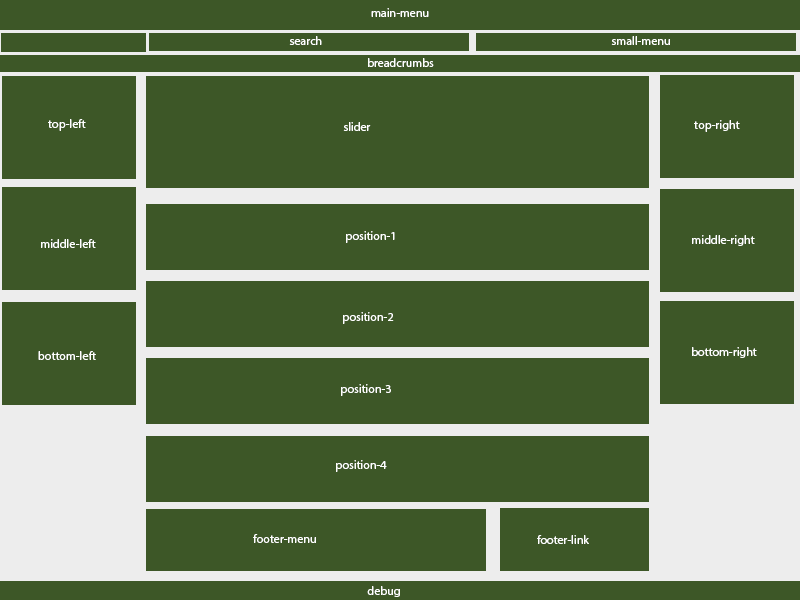 main-menu
search
small-menu
breadcrumbs
top-left
slider
top-right
middle-left
position-1
middle-right
position-2
bottom-left
bottom-right
position-3
position-4
footer-menu
footer-link
debug